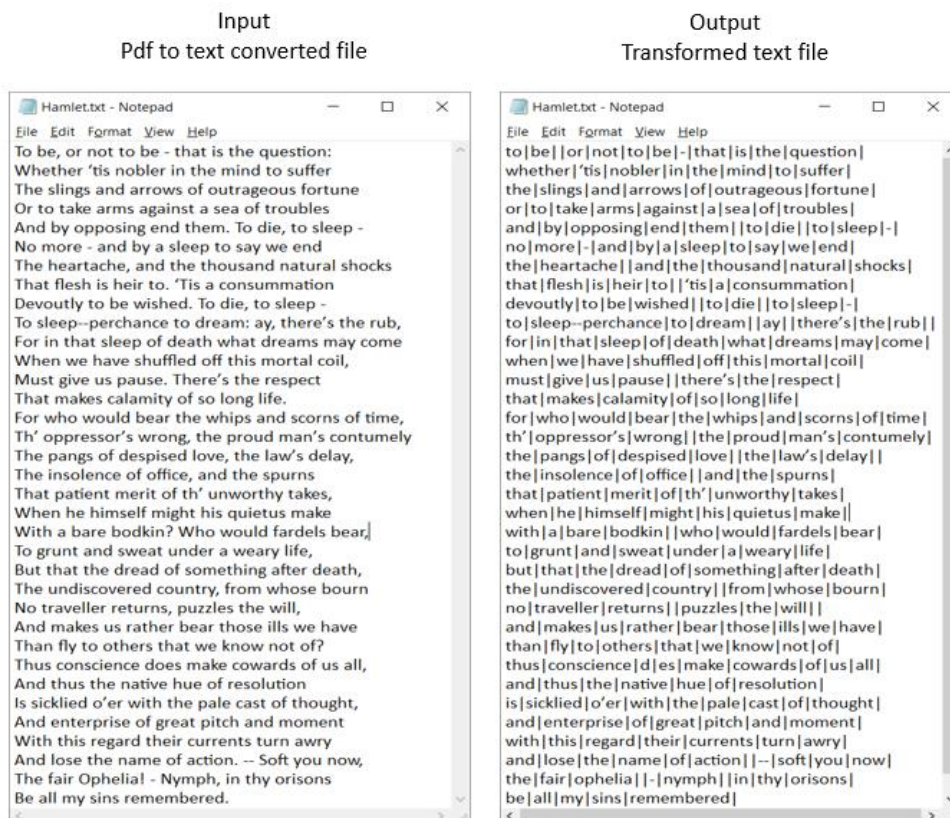 Input
Pdf to text converted file
Hamlet.txt - Notepad
File Edit Format View Help
To be, or not to be - that is the question:
Whether ‘tis nobler in the mind to suffer
The slings and arrows of outrageous fortune
Or to take arms against a sea of troubles
And by opposing end them. To die, to sleep -
No more - and by a sleep to say we end
The heartache, and the thousand natural shocks
That flesh is heir to. ‘Tis a consummation
Devoutly to be wished. To die, to sleep -
To sleep--perchance to dream: ay, there’s the rub,
For in that sleep of death what dreams may come
When we have shuffled off this mortal coil,
Must give us pause. There’s the respect
That makes calamity of so long life.
For who would bear the whips and scorns of time,
Th’ oppressor’s wrong, the proud man’s contumely
The pangs of despised love, the law’s delay,
The insolence of office, and the spurns
That patient merit of th’ unworthy takes,
When he himself might his quietus make
With a bare bodkin? Who would fardels bear,
To grunt and sweat under a weary life,
But that the dread of something after death,
The undiscovered country, from whose bourn
No traveller returns, puzzles the will,
And makes us rather bear those ills we have
Than fly to others that we know not of?
Thus conscience does make cowards of us all,
And thus the native hue of resolution
Is sicklied o’er with the pale cast of thought,
And enterprise of great pitch and moment
With this regard their currents turn awry
And lose the name of action. -- Soft you now,
The fair Ophelia! - Nymph, in thy orisons
Be all my sins remembered.
Output
Transformed text file
Hamlet.txt - Notepad
File Edit Format View Help
to|be||or|not|to|be|-|that|is|the|question|
whether|‘tis|nobler|in|the|mind|to|suffer|
the|slings|and|arrows|of|outrageous|fortune|
or|to|take|arms|against|a|sea|of|troubles|
and|by|opposing|end|them||to|die||to|sleep|-|
no|more|-|and|by|a|sleep|to|say|we|end|
the|heartache||and|the|thousand|natural|shocks|
that|flesh|is|heir|to||‘tis|a|consummation|
devoutly|to|be|wished||to|die||to|sleep|-|
to|sleep--perchance|to|dream||ay||there’s|the|rub||
for|in|that|sleep|of|death|what|dreams|may|come|
when|we|have|shuffled|off|this|mortal|coil|
must|give|us|pause||there’s|the|respect|
that|makes|calamity|of|so|long|life|
for|who|would|bear|the|whips|and|scorns|of|time|
th’|oppressor’s|wrong||the|proud|man’s|contumely|
the|pangs|of|despised|love||the|law’s|delay||
the|insolence|of|office||and|the|spurns|
that|patient|merit|of|th’|unworthy|takes|
when|he|himself|might|his|quietus|make||
with|a|bare|bodkin||who|would|fardels|bear|
to|grunt|and|sweat|under|a|weary|life|
but|that|the|dread|of|something|after|death|
the|undiscovered|country||from|whose|bourn|
no|traveller|returns||puzzles|the|will||
and|makes|us|rather|bear|those|ills|we|have|
than|fly|to|others|that|we|know|not|of|
thus|conscience|d|es|make|cowards|of|us|all|
and|thus|the|native|hue|of|resolution|
is|sicklied|o’er|with|the|pale|cast|of|thought|
and|enterprise|of|great|pitch|and|moment|
with|this|regard|their|currents|turn|awry|
and|lose|the|name|of|action||--|soft|you|now|
the|fair|ophelia||-|nymph||in|thy|orisons|
be|all|my|sins|remembered|